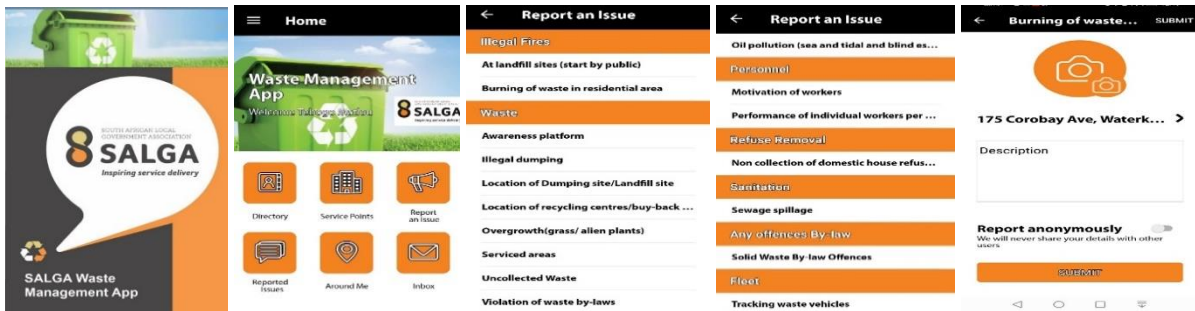 SOUTH AFRICAN LOCAL
GOVERNMENT ASSOCIATION
SALGA
Inspiring service delivery
SALGA Waste
Management App
Home
Waste Management
App
SALGA
Inspiring service delivery
Directory
Service Points
Report
an Issue
Reported
Issues
Around Me
Inbox
Report an Issue
Illegal Fires
At landfill sites (start by public)
Burning of waste in residential area
Waste
Awareness platform
Illegal dumping
Location of Dumping site/Landfill site
Location of recycling centres/buy-back ...
Overgrowth(grass/ alien plants)
Serviced areas
Uncollected Waste
Violation of waste by-laws
Report an Issue
Oil pollution (sea and tidal and blind es...
Personnel
Motivation of workers
Performance of individual workers per ...
Refuse Removal
Non collection of domestic house refus...
Sanitation
Sewage spillage
Any offences By-law
Solid Waste By-law Offences
Fleet
Tracking waste vehicles
Burning of waste... SUBMIT
175 Corobay Ave, Waterk... >
Description
Report anonymously
We will never share your details with other
users
SUBMIT